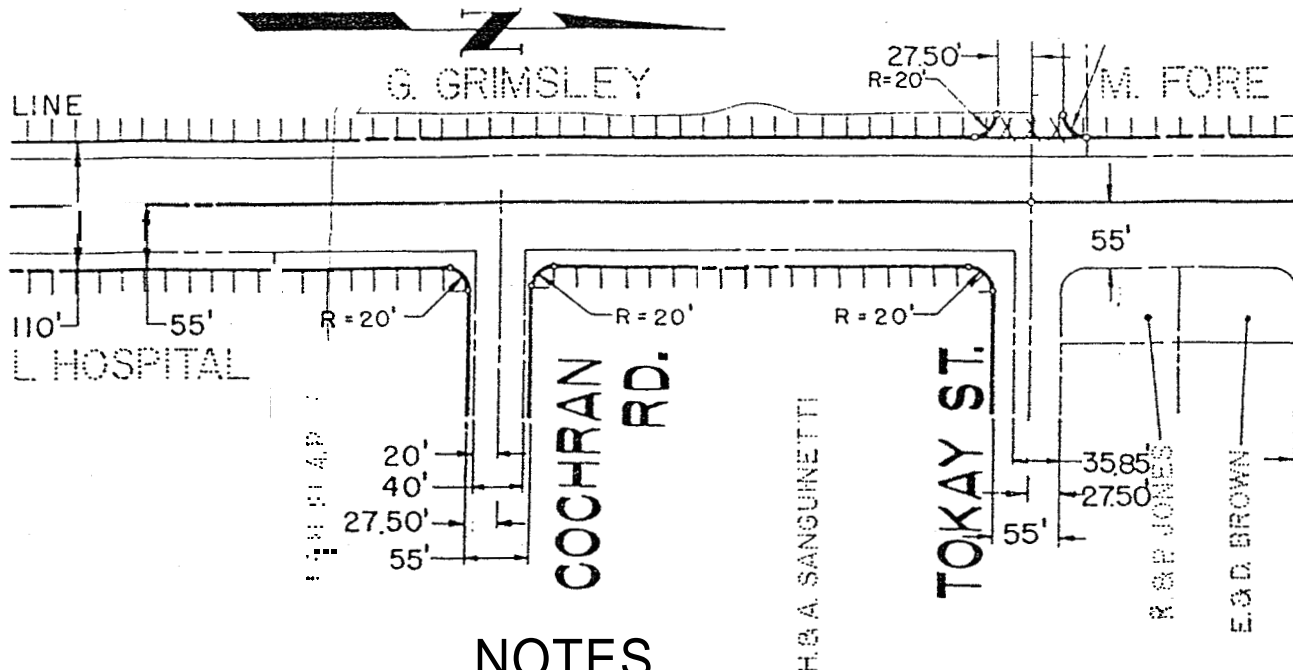 N
27.50'
R=20'
G. GRIMSLEY
M. FORE
LINE
55'
110'
55'
R = 20'
R = 20'
R = 20'
L HOSPITAL
COCHRAN
RD.
TOKAY ST.
20'
40'
27.50'
55'
35.85'
27.50'
55'
H. & A. SANGUINETTI
R. & P. JONES
E. & D. BROWN
NOTES